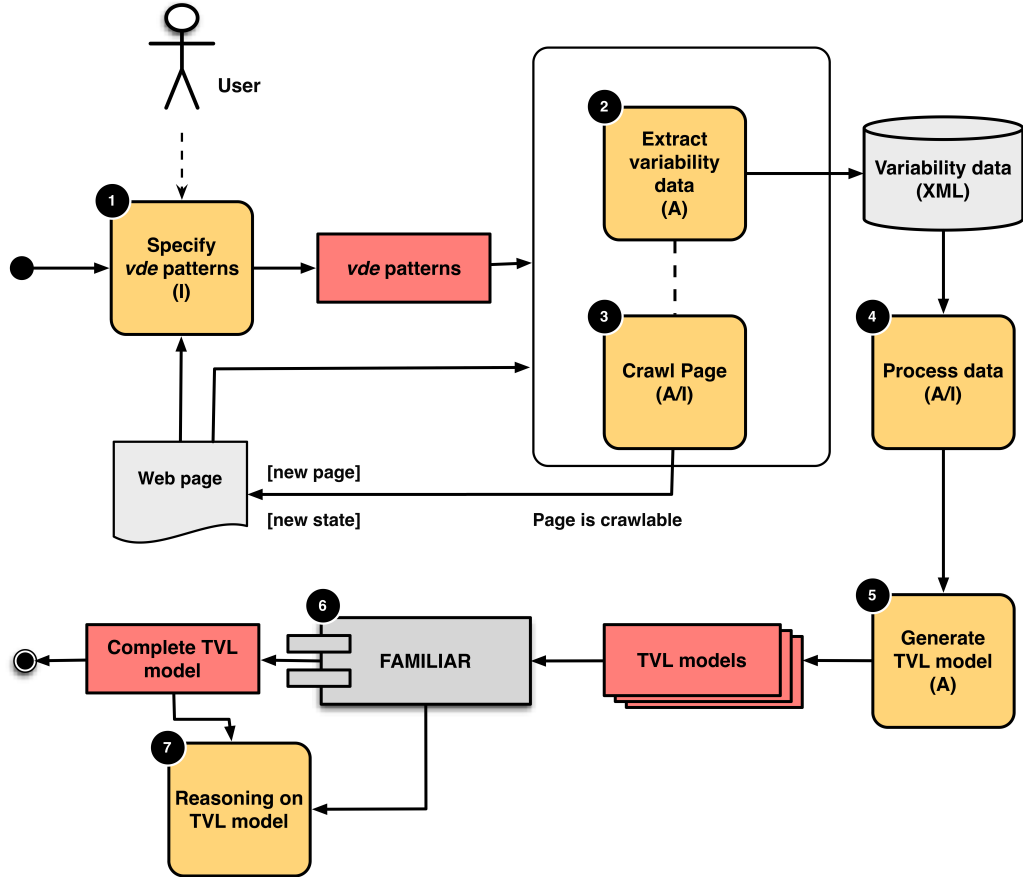 User
1
Specify
vde patterns
(I)
vde patterns
2
Extract
variability
data
(A)
Variability data
(XML)
3
Crawl Page
(A/I)
4
Process data
(A/I)
Web page
[new page]
[new state]
Page is crawlable
5
Generate
TVL model
(A)
TVL models
6
FAMILIAR
Complete TVL
model
7
Reasoning on
TVL model